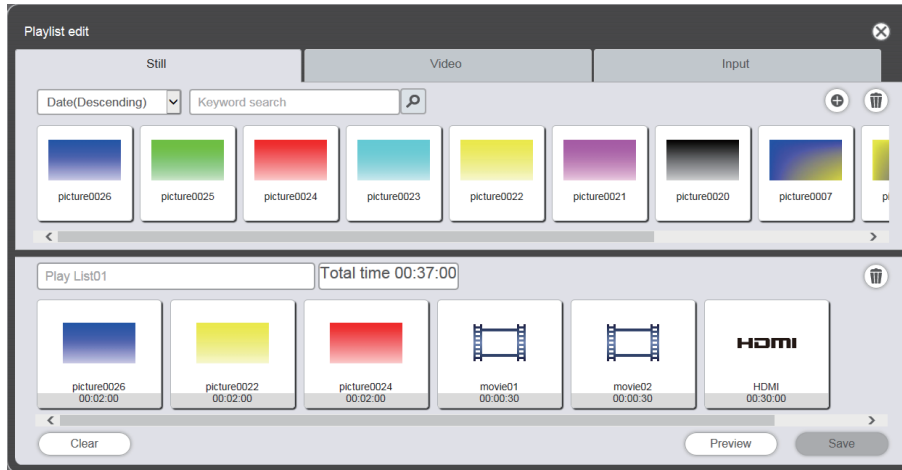 Playlist edit
Still Video Input
Date(Descending) Keyword search
picture0026 picture0025 picture0024 picture0023 picture0022 picture0021 picture0020 picture0007
Play List01 Total time 00:37:00
HDMI
picture0026 picture0022 picture0024 movie01 movie02 HDMI
00:02:00 00:02:00 00:02:00 00:00:30 00:00:30 00:30:00
Clear Preview Save